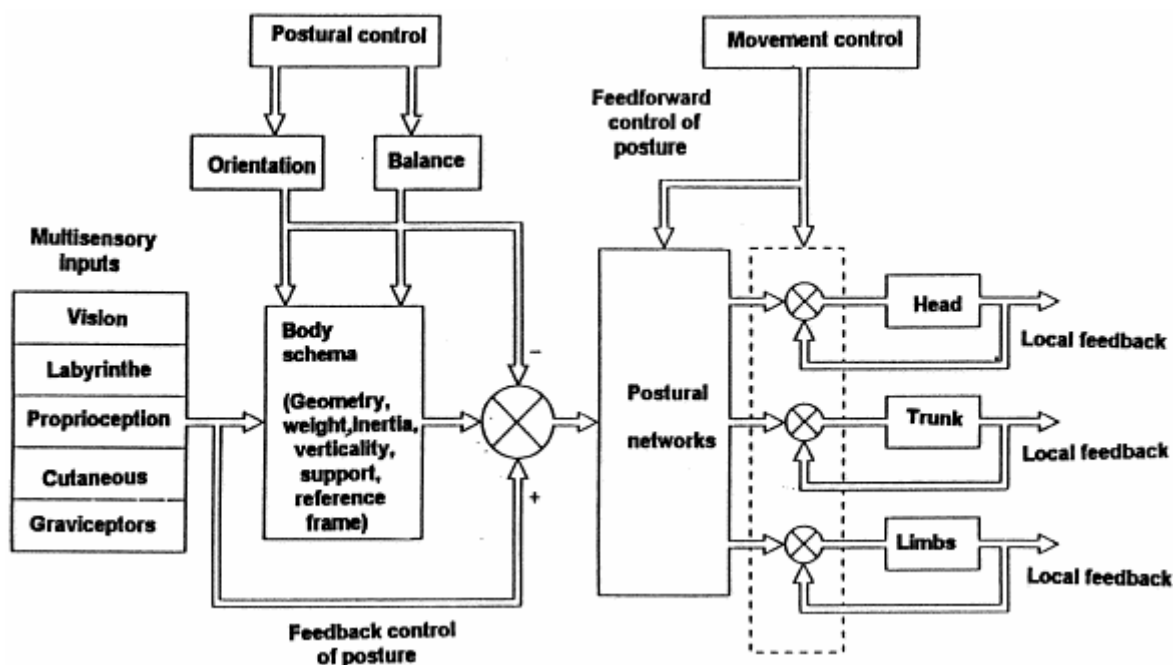 Postural control
Movement control
Feedforward
control of
posture
Orientation
Balance
Multisensory
inputs
Vision
Labyrinthe
Proprioception
Cutaneous
Graviceptors
Body
schema
(Geometry,
weight,Inertia,
verticality,
support,
reference
frame)
−
+
Feedback control
of posture
Postural
networks
Head
Local feedback
Trunk
Local feedback
Limbs
Local feedback